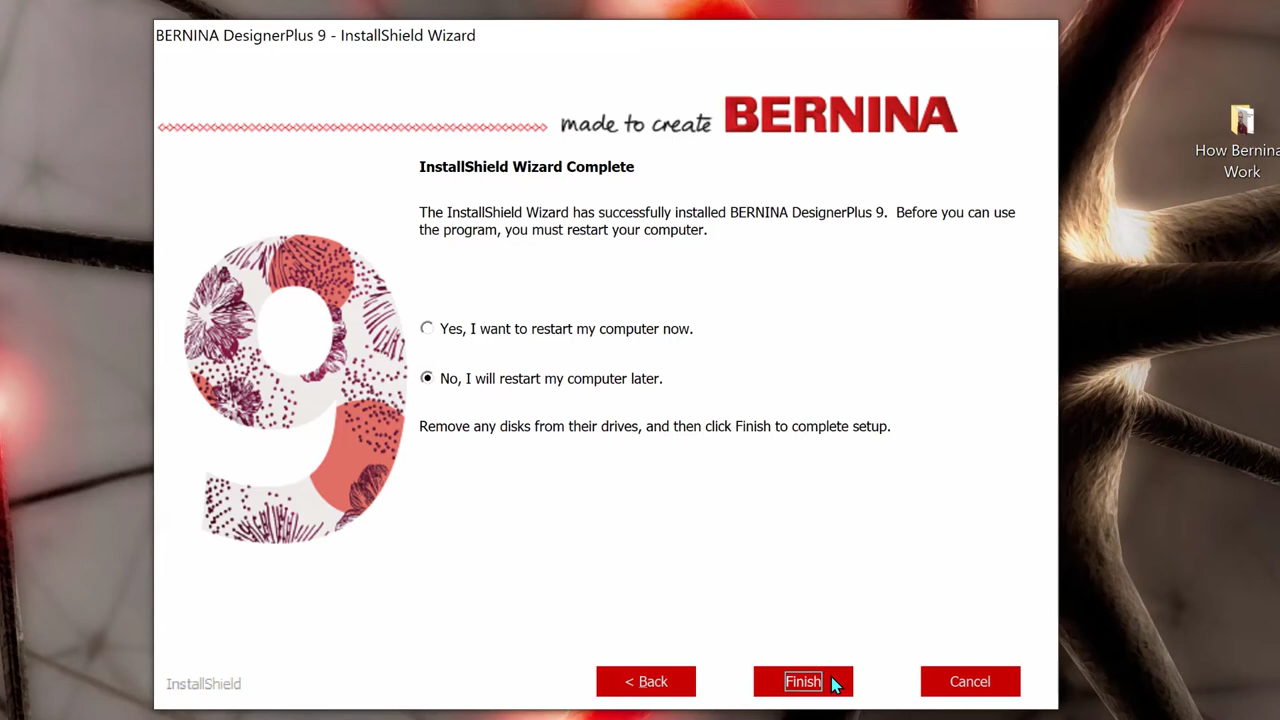 BERNINA DesignerPlus 9 - InstallShield Wizard
made to create BERNINA
InstallShield Wizard Complete
The InstallShield Wizard has successfully installed BERNINA DesignerPlus 9. Before you can use
the program, you must restart your computer.
Yes, I want to restart my computer now.
No, I will restart my computer later.
Remove any disks from their drives, and then click Finish to complete setup.
InstallShield
< Back
Finish
Cancel
How Bernina
Work